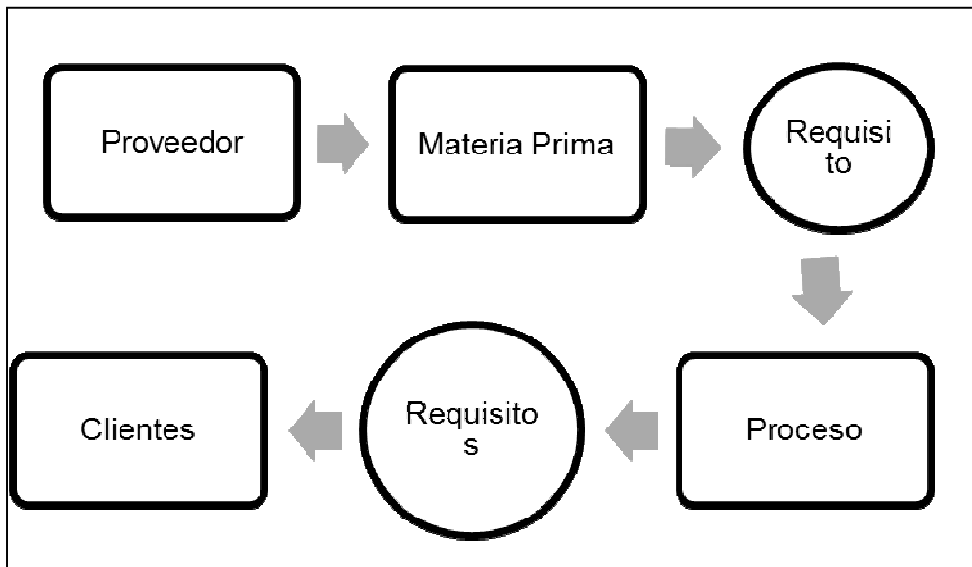 Proveedor
Materia Prima
Requisi
to
Proceso
Requisito
s
Clientes